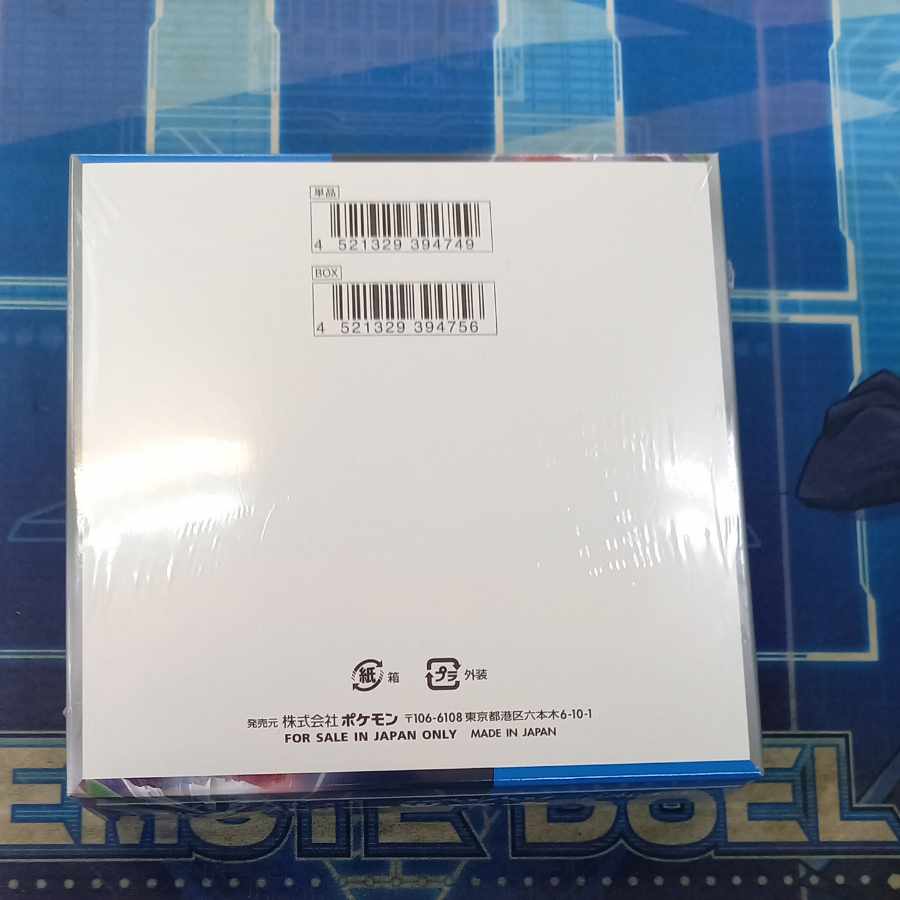 単品
4 521329 394749
BOX
4 521329 394756
紙 箱
プラ 外装
発売元 株式会社 ポケモン 〒106-6108 東京都港区六本木6-10-1
FOR SALE IN JAPAN ONLY MADE IN JAPAN
EMOTE DUEL